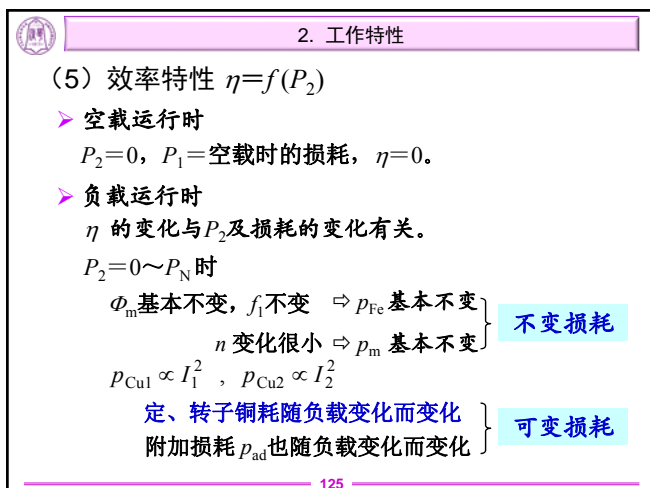 2. 工作特性
（5）效率特性 η＝f (P₂)
➢ 空载运行时
P₂＝0，P₁＝空载时的损耗，η＝0。
➢ 负载运行时
η 的变化与P₂及损耗的变化有关。
P₂＝0～P_N 时
Φ_m基本不变，f₁不变 ⇨ p_Fe 基本不变
不变损耗
n 变化很小 ⇨ p_m 基本不变
p_Cu1 ∝ I₁² ，p_Cu2 ∝ I₂²
定、转子铜耗随负载变化而变化
可变损耗
附加损耗 p_ad也随负载变化而变化
125